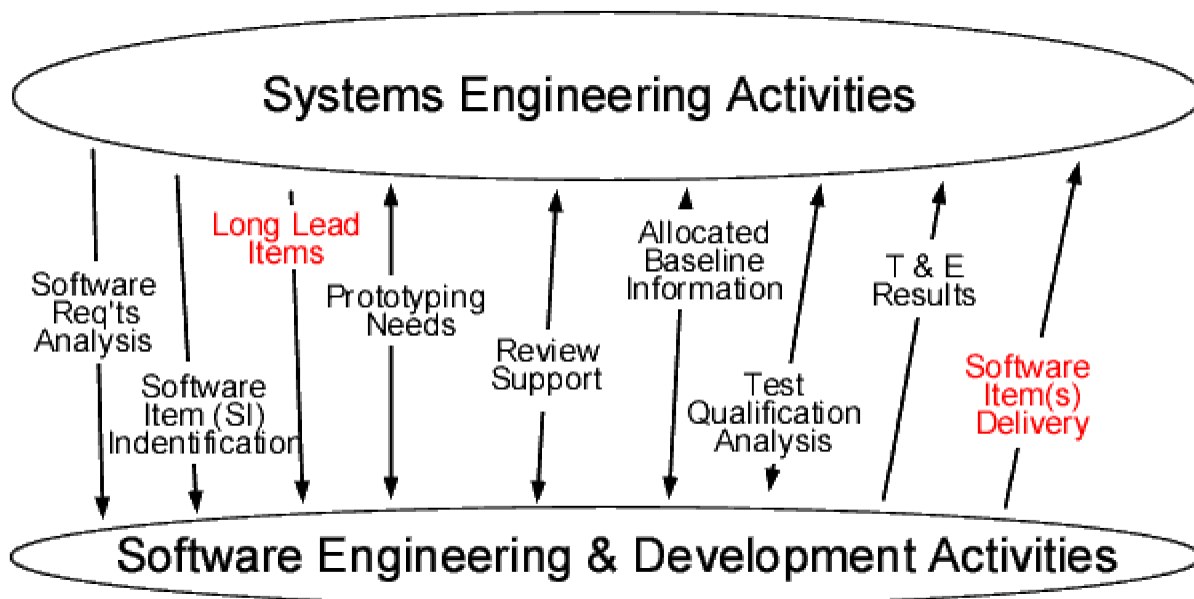 Systems Engineering Activities
Software
Req'ts
Analysis
Software
Item (SI)
Indentification
Long Lead
Items
Prototyping
Needs
Review
Support
Allocated
Baseline
Information
Test
Qualification
Analysis
T & E
Results
Software
Item(s)
Delivery
Software Engineering & Development Activities